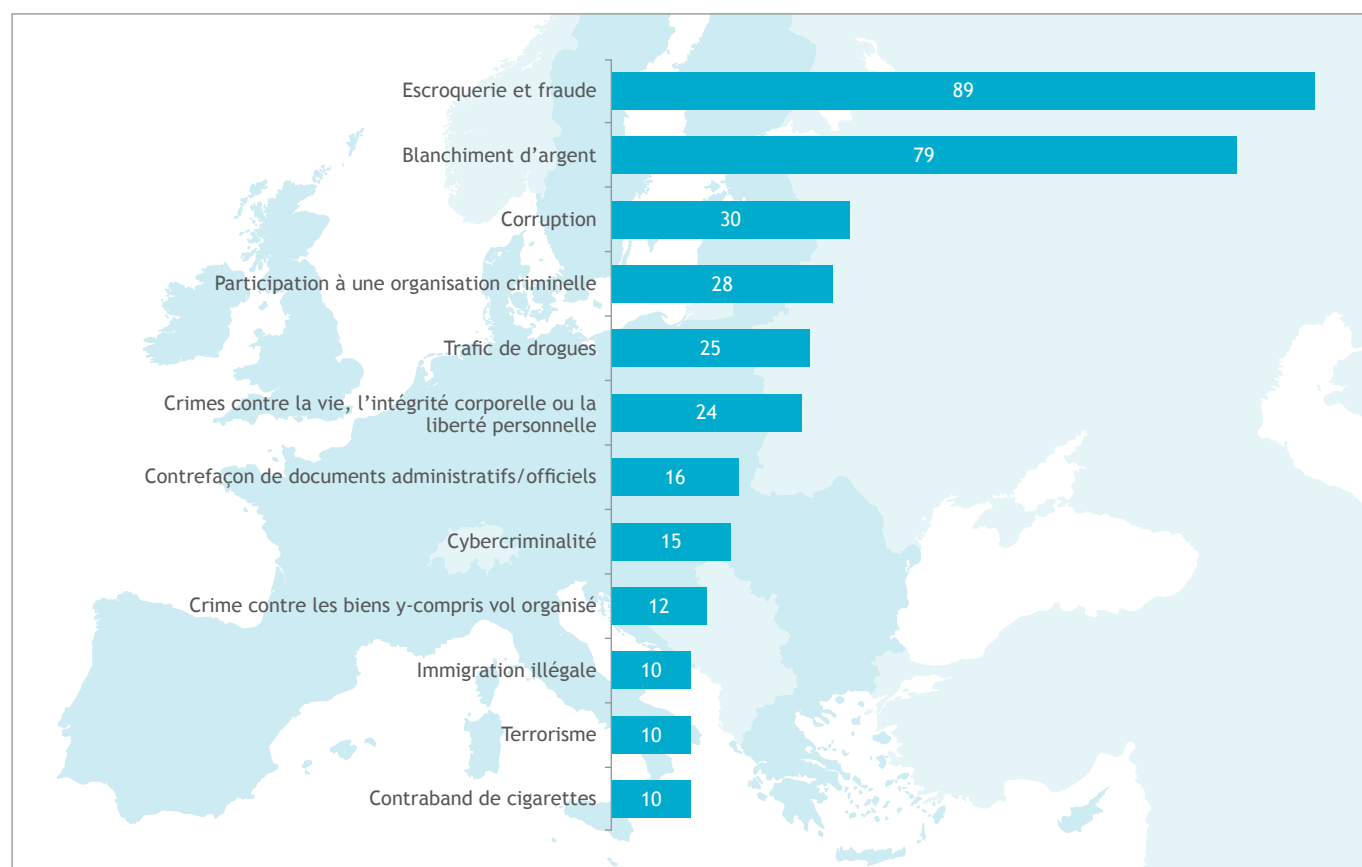 Escroquerie et fraude 89
Blanchiment d’argent 79
Corruption 30
Participation à une organisation criminelle 28
Trafic de drogues 25
Crimes contre la vie, l’intégrité corporelle ou la
liberté personnelle 24
Contrefaçon de documents administratifs/officiels 16
Cybercriminalité 15
Crime contre les biens y-compris vol organisé 12
Immigration illégale 10
Terrorisme 10
Contraband de cigarettes 10